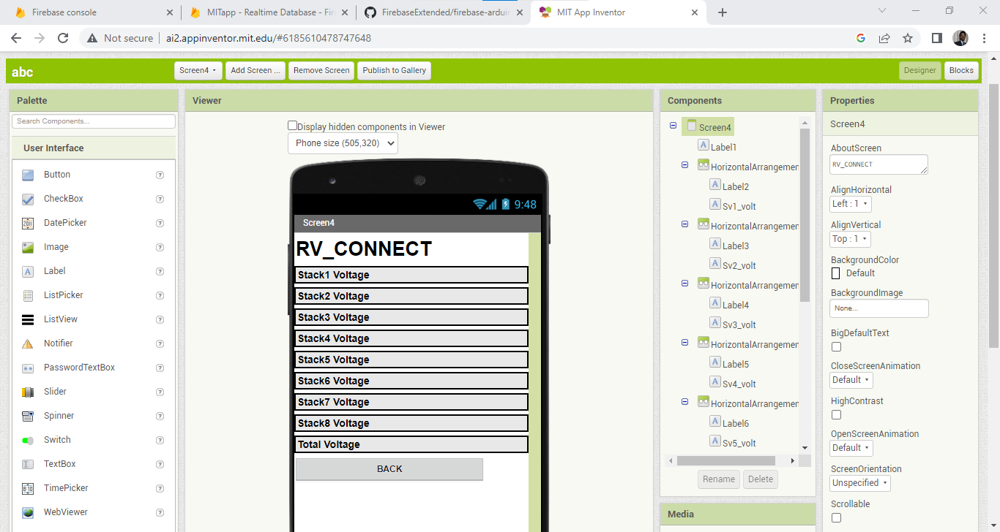 Firebase console
MITapp - Realtime Database - Fir
FirebaseExtended/firebase-arduin
MIT App Inventor
Not secure
ai2.appinventor.mit.edu/#6185610478747648
abc
Screen4
Add Screen ...
Remove Screen
Publish to Gallery
Designer
Blocks
Palette
Search Components...
User Interface
Button
?
CheckBox
?
DatePicker
?
Image
?
Label
?
ListPicker
?
ListView
?
Notifier
?
PasswordTextBox
?
Slider
?
Spinner
?
Switch
?
TextBox
?
TimePicker
?
WebViewer
?
Viewer
Display hidden components in Viewer
Phone size (505,320)
9:48
Screen4
RV_CONNECT
Stack1 Voltage
Stack2 Voltage
Stack3 Voltage
Stack4 Voltage
Stack5 Voltage
Stack6 Voltage
Stack7 Voltage
Stack8 Voltage
Total Voltage
BACK
Components
Screen4
A Label1
HorizontalArrangemen
A Label2
A Sv1_volt
HorizontalArrangemen
A Label3
A Sv2_volt
HorizontalArrangemen
A Label4
A Sv3_volt
HorizontalArrangemen
A Label5
A Sv4_volt
HorizontalArrangemen
A Label6
A Sv5_volt
Rename
Delete
Media
Properties
Screen4
AboutScreen
RV_CONNECT
AlignHorizontal
Left : 1
AlignVertical
Top : 1
BackgroundColor
Default
BackgroundImage
None...
BigDefaultText
CloseScreenAnimation
Default
HighContrast
OpenScreenAnimation
Default
ScreenOrientation
Unspecified
Scrollable